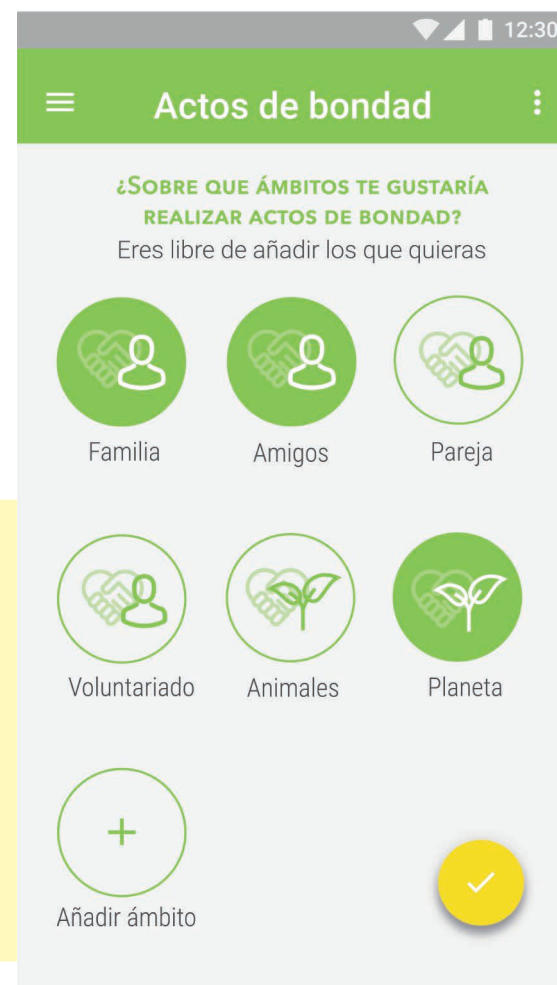 12:30
Actos de bondad
¿SOBRE QUE ÁMBITOS TE GUSTARÍA
REALIZAR ACTOS DE BONDAD?
Eres libre de añadir los que quieras
Familia
Amigos
Pareja
Voluntariado
Animales
Planeta
+
Añadir ámbito